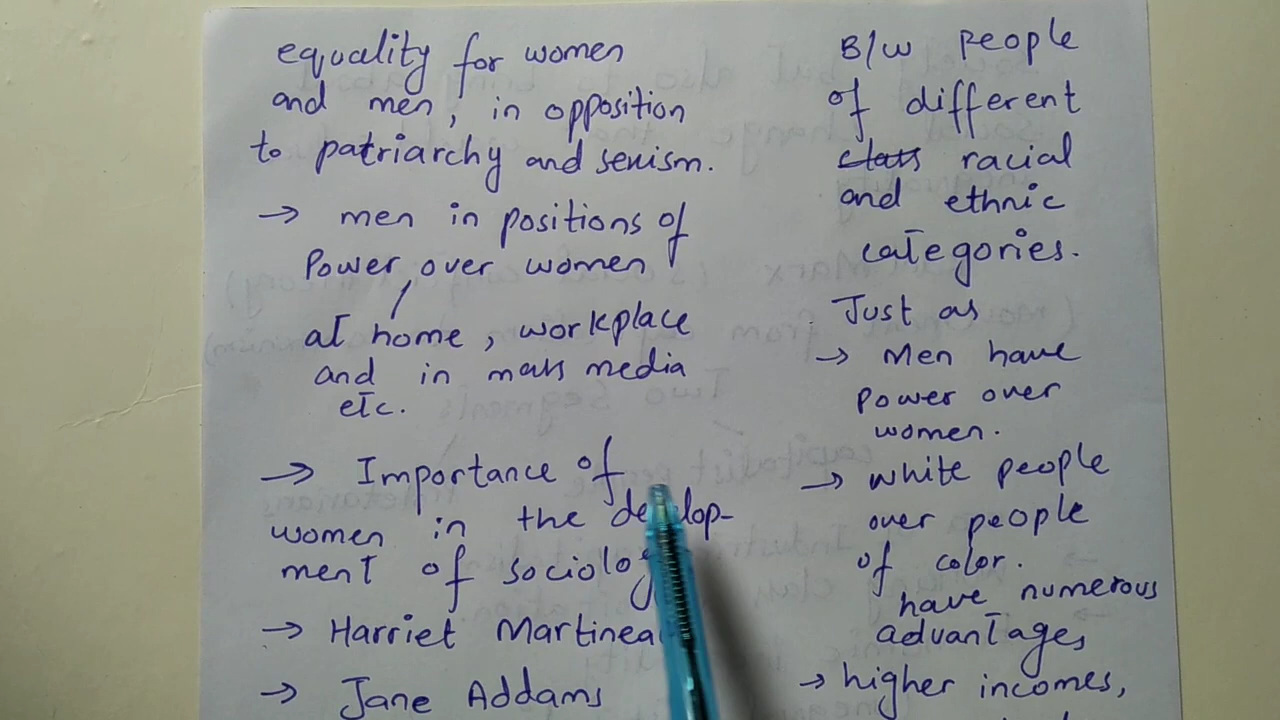 equality for women
and men, in opposition
to patriarchy and sexism.
→ men in positions of
Power over women
at home, workplace
and in mass media
etc.
→ Importance of
women in the develop-
ment of sociology
→ Harriet Martineau
→ Jane Addams
B/w people
of different
class racial
and ethnic
categories.
Just as
→ Men have
power over
women.
→ white people
over people
of color.
have numerous
advantages
→ higher incomes,